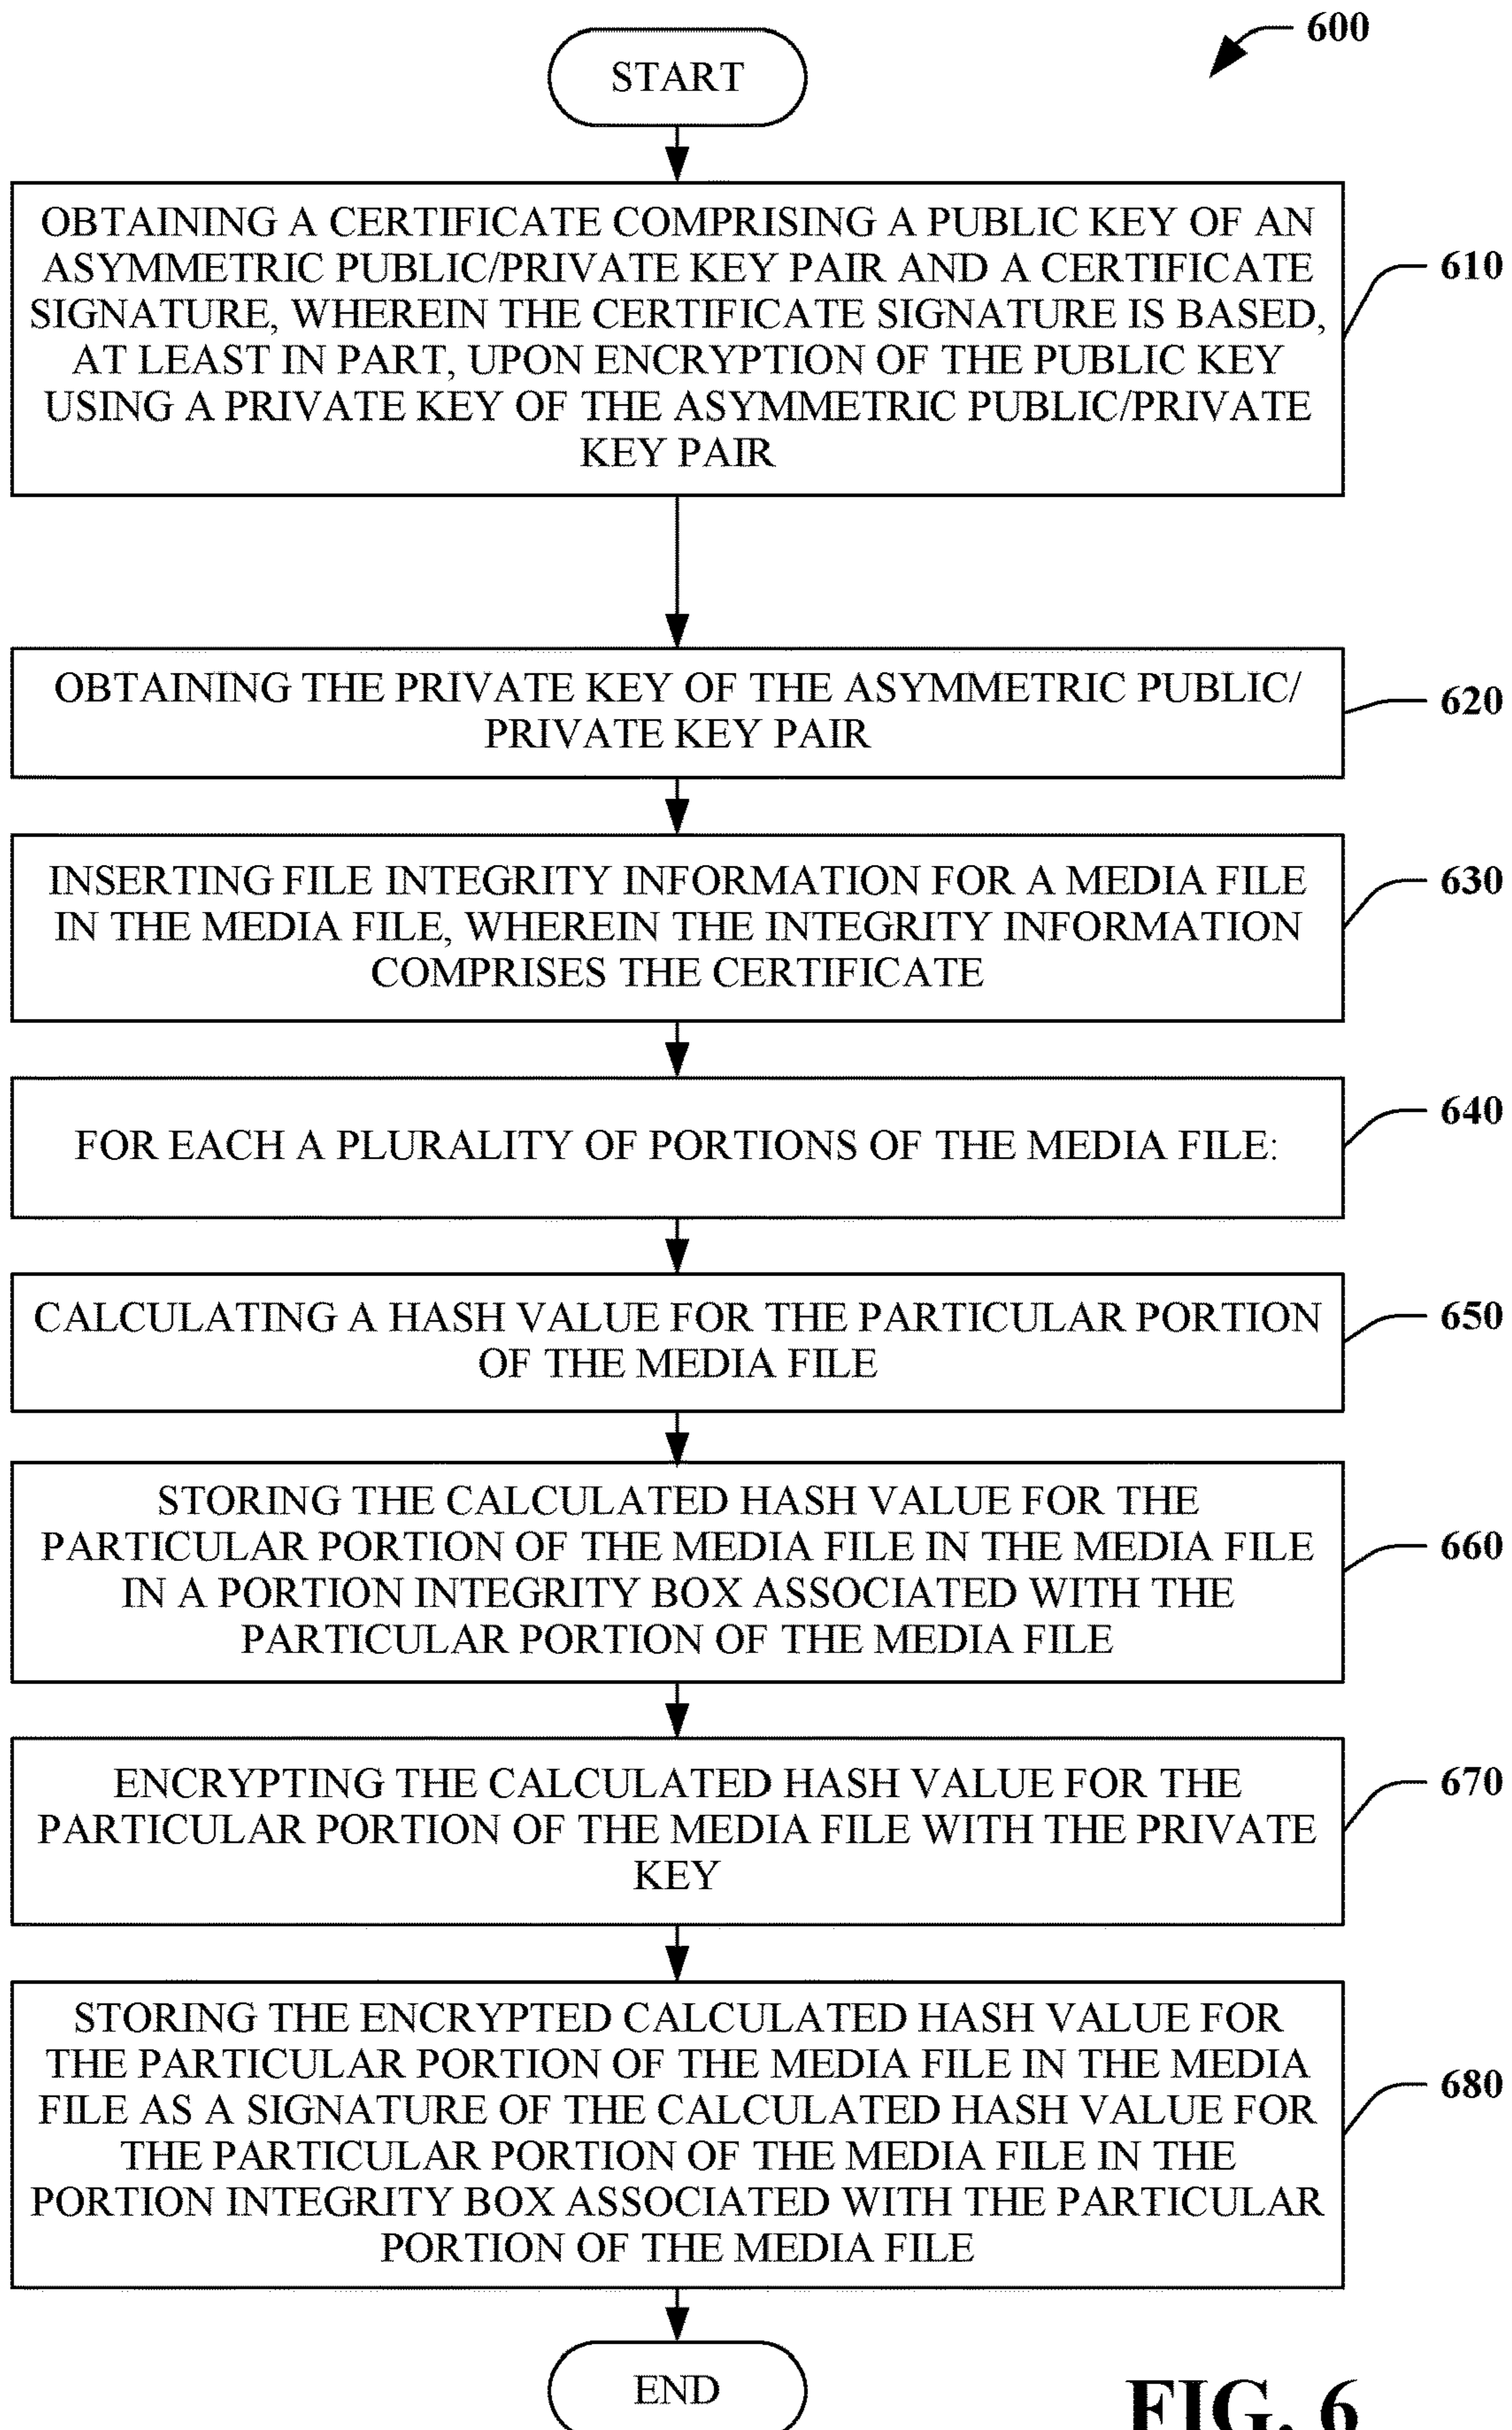 600
START
OBTAINING A CERTIFICATE COMPRISING A PUBLIC KEY OF AN
ASYMMETRIC PUBLIC/PRIVATE KEY PAIR AND A CERTIFICATE
SIGNATURE, WHEREIN THE CERTIFICATE SIGNATURE IS BASED,
AT LEAST IN PART, UPON ENCRYPTION OF THE PUBLIC KEY
USING A PRIVATE KEY OF THE ASYMMETRIC PUBLIC/PRIVATE
KEY PAIR
610
OBTAINING THE PRIVATE KEY OF THE ASYMMETRIC PUBLIC/
PRIVATE KEY PAIR
620
INSERTING FILE INTEGRITY INFORMATION FOR A MEDIA FILE
IN THE MEDIA FILE, WHEREIN THE INTEGRITY INFORMATION
COMPRISES THE CERTIFICATE
630
FOR EACH A PLURALITY OF PORTIONS OF THE MEDIA FILE:
640
CALCULATING A HASH VALUE FOR THE PARTICULAR PORTION
OF THE MEDIA FILE
650
STORING THE CALCULATED HASH VALUE FOR THE
PARTICULAR PORTION OF THE MEDIA FILE IN THE MEDIA FILE
IN A PORTION INTEGRITY BOX ASSOCIATED WITH THE
PARTICULAR PORTION OF THE MEDIA FILE
660
ENCRYPTING THE CALCULATED HASH VALUE FOR THE
PARTICULAR PORTION OF THE MEDIA FILE WITH THE PRIVATE
KEY
670
STORING THE ENCRYPTED CALCULATED HASH VALUE FOR
THE PARTICULAR PORTION OF THE MEDIA FILE IN THE MEDIA
FILE AS A SIGNATURE OF THE CALCULATED HASH VALUE FOR
THE PARTICULAR PORTION OF THE MEDIA FILE IN THE
PORTION INTEGRITY BOX ASSOCIATED WITH THE PARTICULAR
PORTION OF THE MEDIA FILE
680
END
FIG. 6